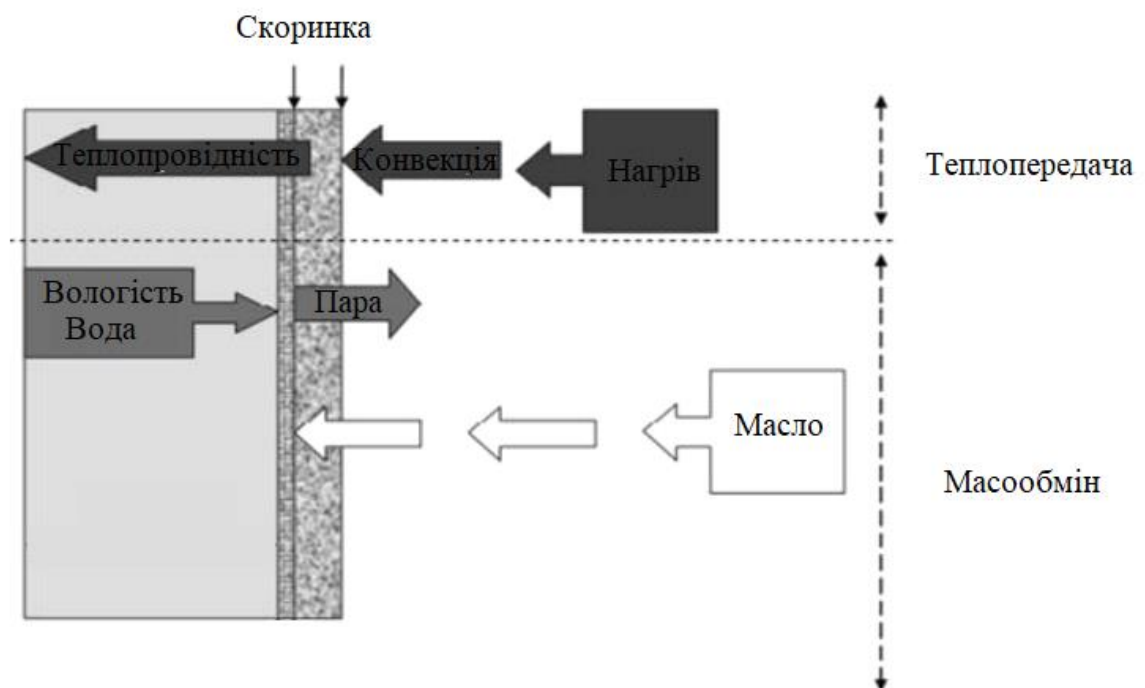 Скоринка
Теплопровідність
Конвекція
Нагрів
Теплопередача
Вологість
Вода
Пара
Масло
Масообмін